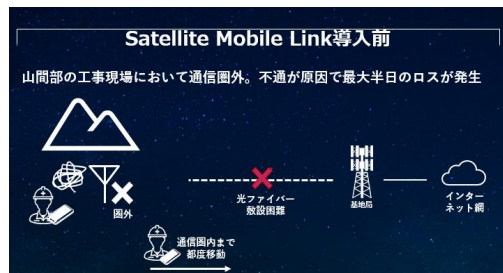 Satellite Mobile Link導入前
山間部の工事現場において通信圏外。不通が原因で最大半日のロスが発生
圏外
光ファイバー
敷設困難
基地局
インター
ネット網
通信圏内まで
都度移動